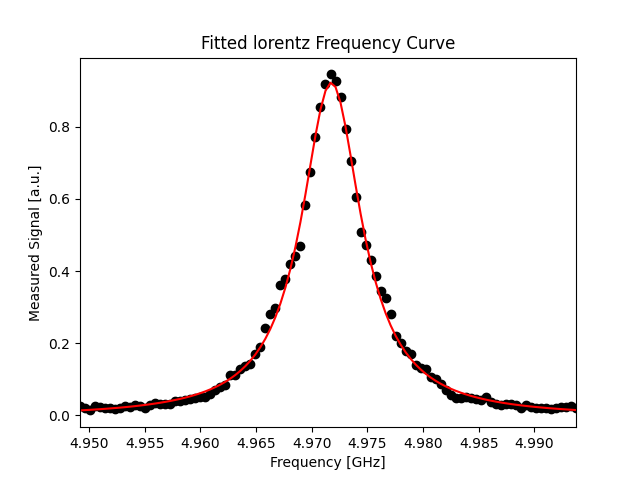 Fitted lorentz Frequency Curve
Measured Signal [a.u.]
0.8
0.6
0.4
0.2
0.0
4.950 4.955 4.960 4.965 4.970 4.975 4.980 4.985 4.990
Frequency [GHz]